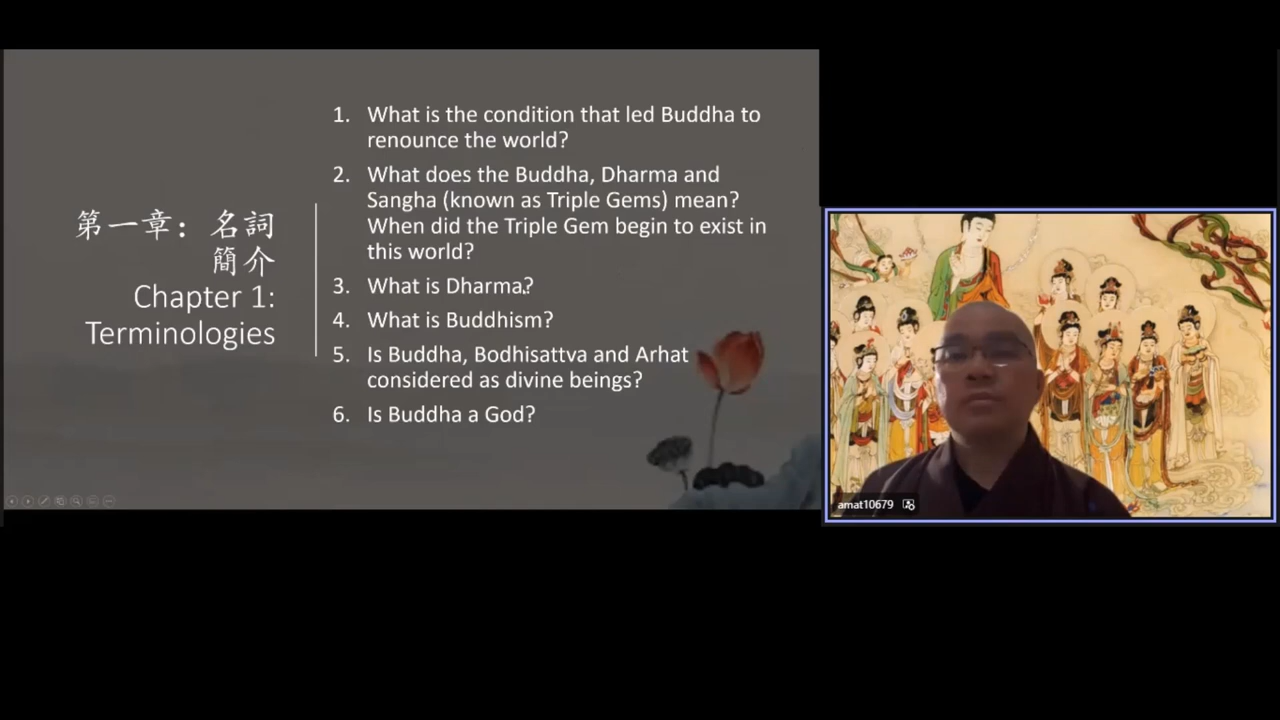 第一章：名詞
簡介
Chapter 1:
Terminologies
1. What is the condition that led Buddha to
renounce the world?
2. What does the Buddha, Dharma and
Sangha (known as Triple Gems) mean?
When did the Triple Gem begin to exist in
this world?
3. What is Dharma?
4. What is Buddhism?
5. Is Buddha, Bodhisattva and Arhat
considered as divine beings?
6. Is Buddha a God?
amat10679